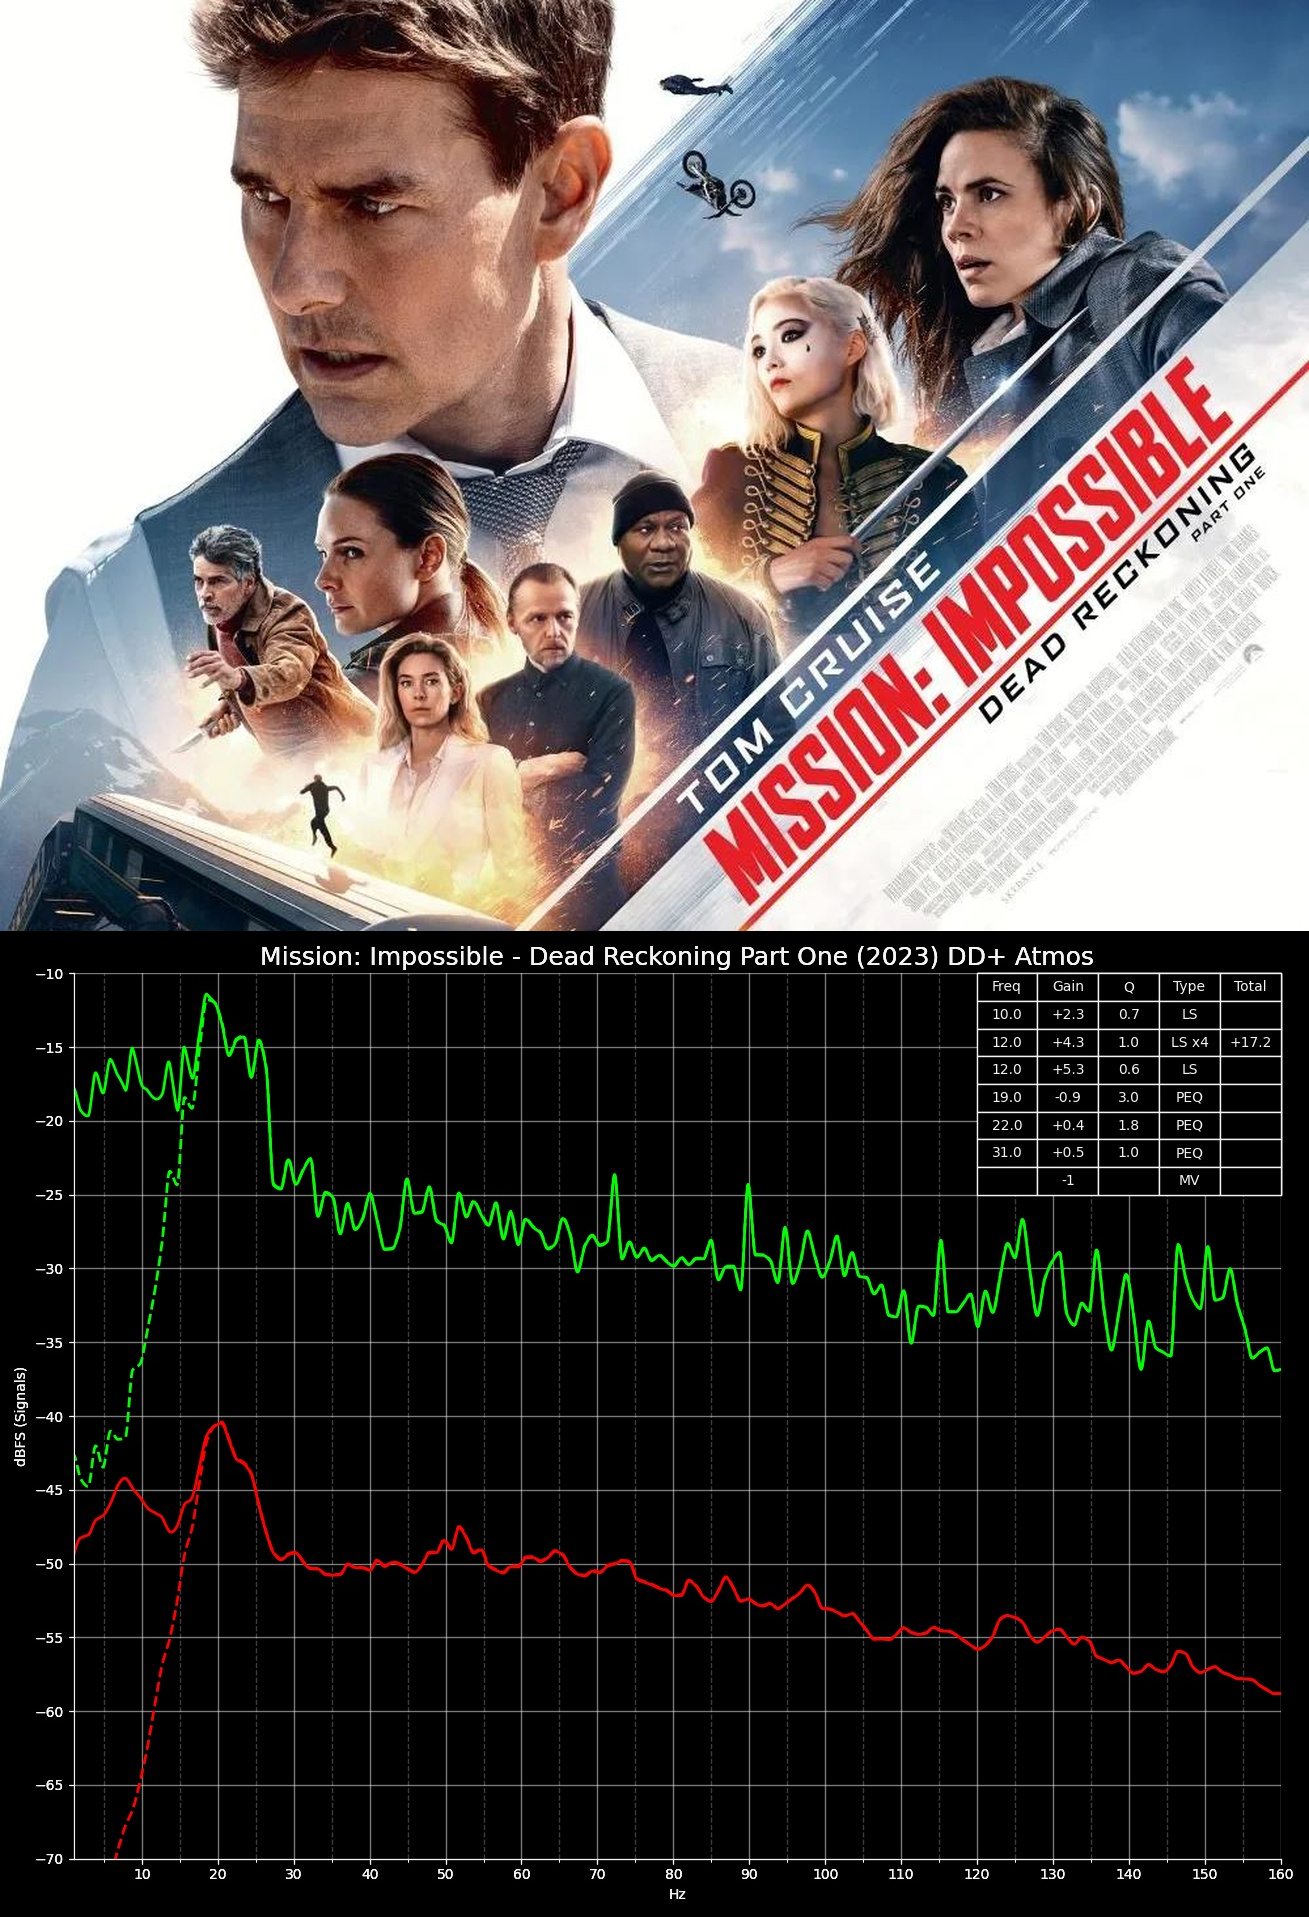 TOM CRUISE
MISSION: IMPOSSIBLE
DEAD RECKONING
PART ONE
SKYDANCE
Mission: Impossible - Dead Reckoning Part One (2023) DD+ Atmos
Freq Gain Q Type Total
10.0 +2.3 0.7 LS
12.0 +4.3 1.0 LS x4 +17.2
12.0 +5.3 0.6 LS
19.0 -0.9 3.0 PEQ
22.0 +0.4 1.8 PEQ
31.0 +0.5 1.0 PEQ
-1 MV
−10
−15
−20
−25
−30
−35
−40
−45
−50
−55
−60
−65
−70
dBFS (Signals)
10 20 30 40 50 60 70 80 90 100 110 120 130 140 150 160
Hz